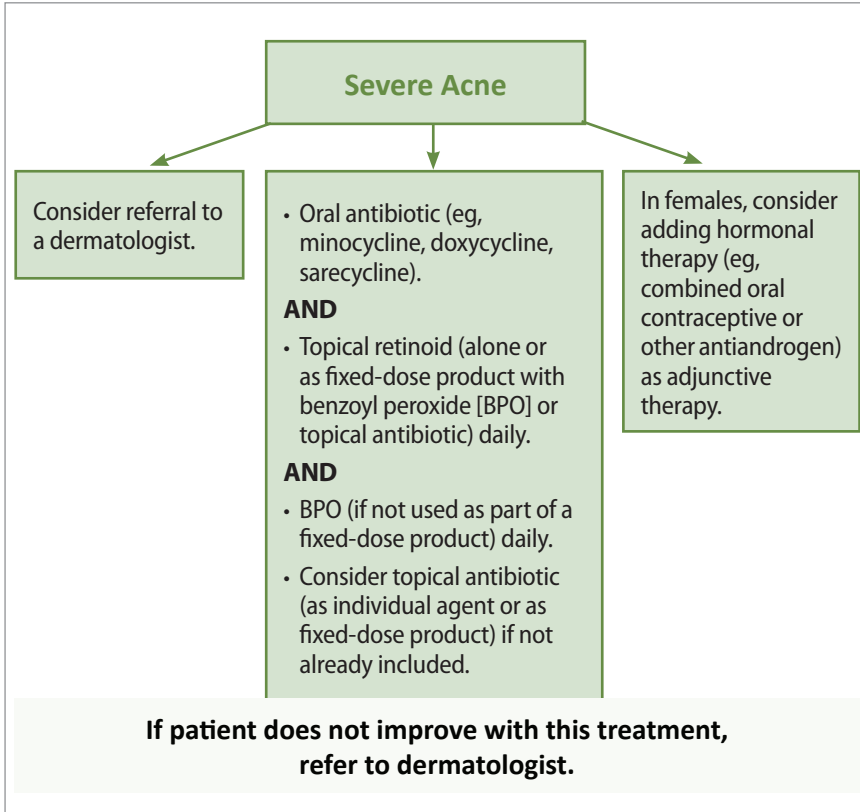 Severe Acne
Consider referral to
a dermatologist.
• Oral antibiotic (eg,
minocycline, doxycycline,
sarecycline).
AND
• Topical retinoid (alone or
as fixed-dose product with
benzoyl peroxide [BPO] or
topical antibiotic) daily.
AND
• BPO (if not used as part of a
fixed-dose product) daily.
• Consider topical antibiotic
(as individual agent or as
fixed-dose product) if not
already included.
In females, consider
adding hormonal
therapy (eg,
combined oral
contraceptive or
other antiandrogen)
as adjunctive
therapy.
If patient does not improve with this treatment,
refer to dermatologist.